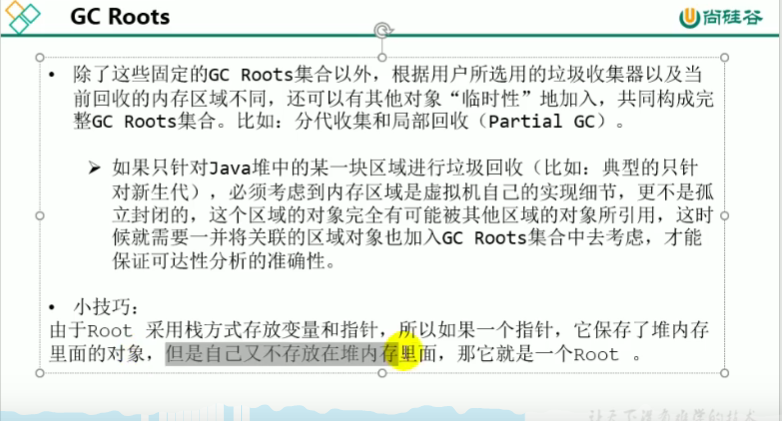 GC Roots
尚硅谷
• 除了这些固定的GC Roots集合以外，根据用户所选用的垃圾收集器以及当
前回收的内存区域不同，还可以有其他对象“临时性”地加入，共同构成完
整GC Roots集合。比如：分代收集和局部回收（Partial GC）。
➢ 如果只针对Java堆中的某一块区域进行垃圾回收（比如：典型的只针
对新生代），必须考虑到内存区域是虚拟机自己的实现细节，更不是孤
立封闭的，这个区域的对象完全有可能被其他区域的对象所引用，这时
候就需要一并将关联的区域对象也加入GC Roots集合中去考虑，才能
保证可达性分析的准确性。
• 小技巧：
由于Root 采用栈方式存放变量和指针，所以如果一个指针，它保存了堆内存
里面的对象，但是自己又不存放在堆内存里面，那它就是一个Root 。